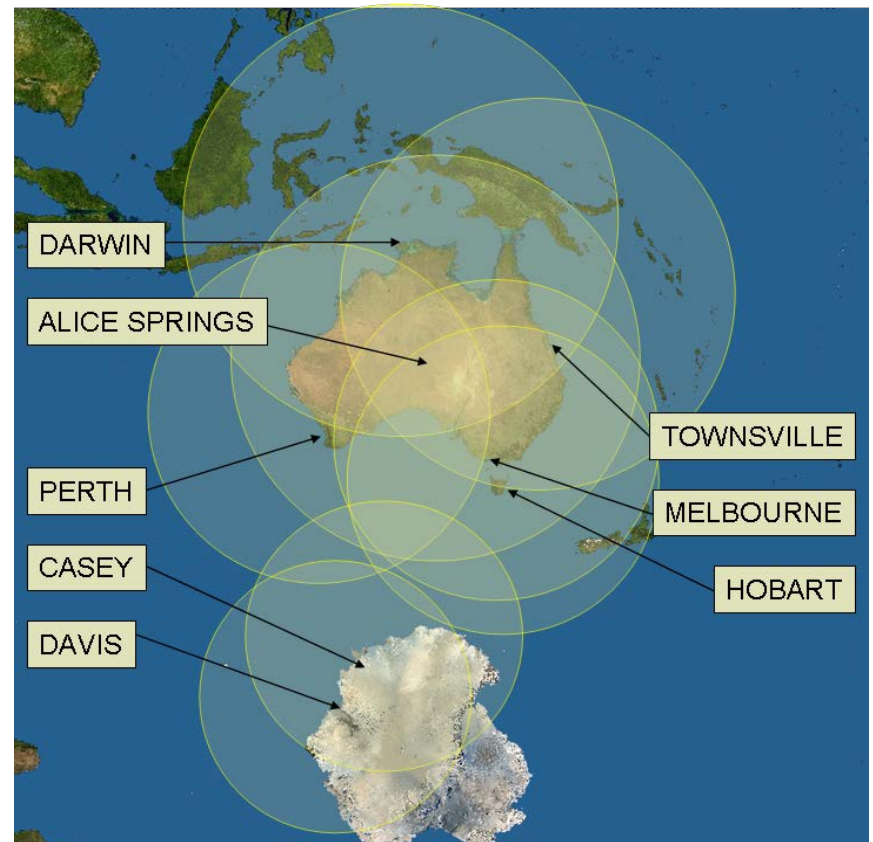 DARWIN
ALICE SPRINGS
TOWNSVILLE
PERTH
MELBOURNE
CASEY
HOBART
DAVIS